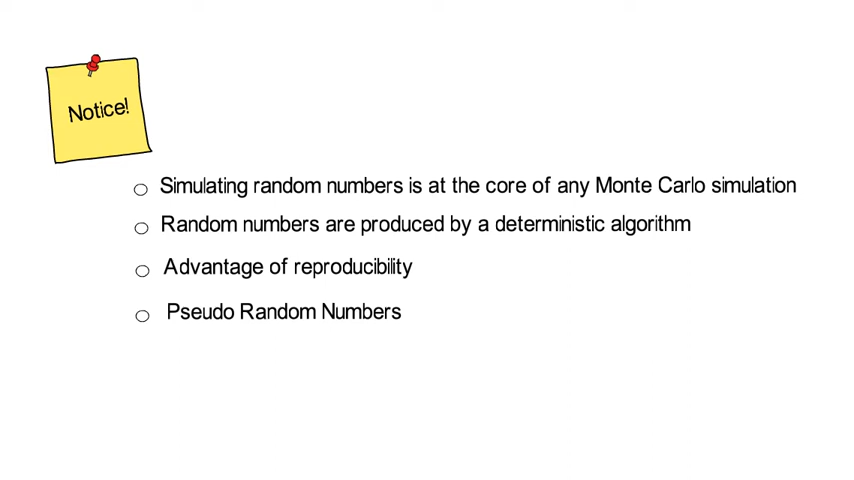 Notice!
Simulating random numbers is at the core of any Monte Carlo simulation
Random numbers are produced by a deterministic algorithm
Advantage of reproducibility
Pseudo Random Numbers